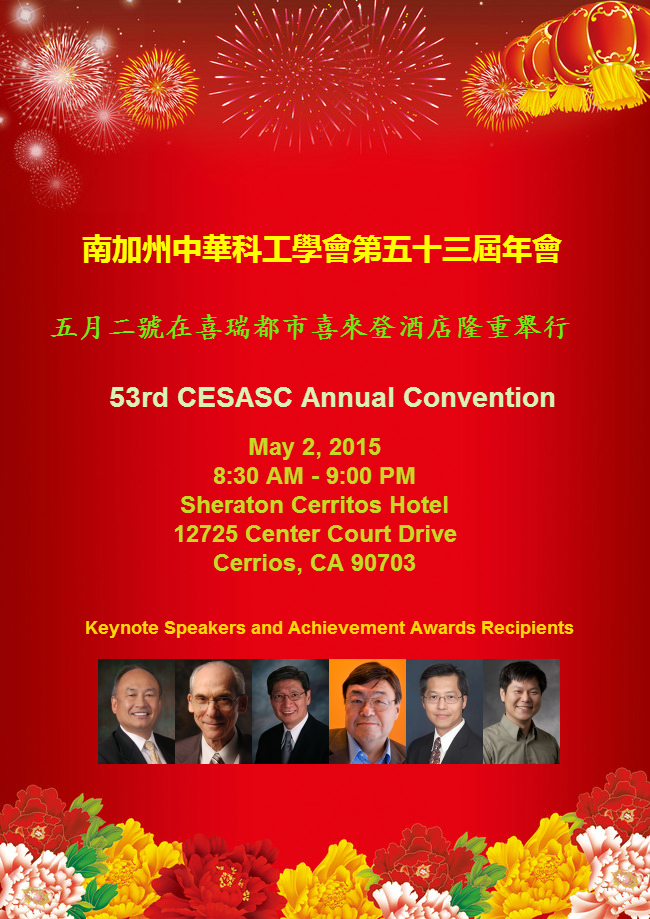 南加州中華科工學會第五十三屆年會
五月二號在喜瑞都市喜來登酒店隆重舉行
53rd CESASC Annual Convention
May 2, 2015
8:30 AM - 9:00 PM
Sheraton Cerritos Hotel
12725 Center Court Drive
Cerrios, CA 90703
Keynote Speakers and Achievement Awards Recipients